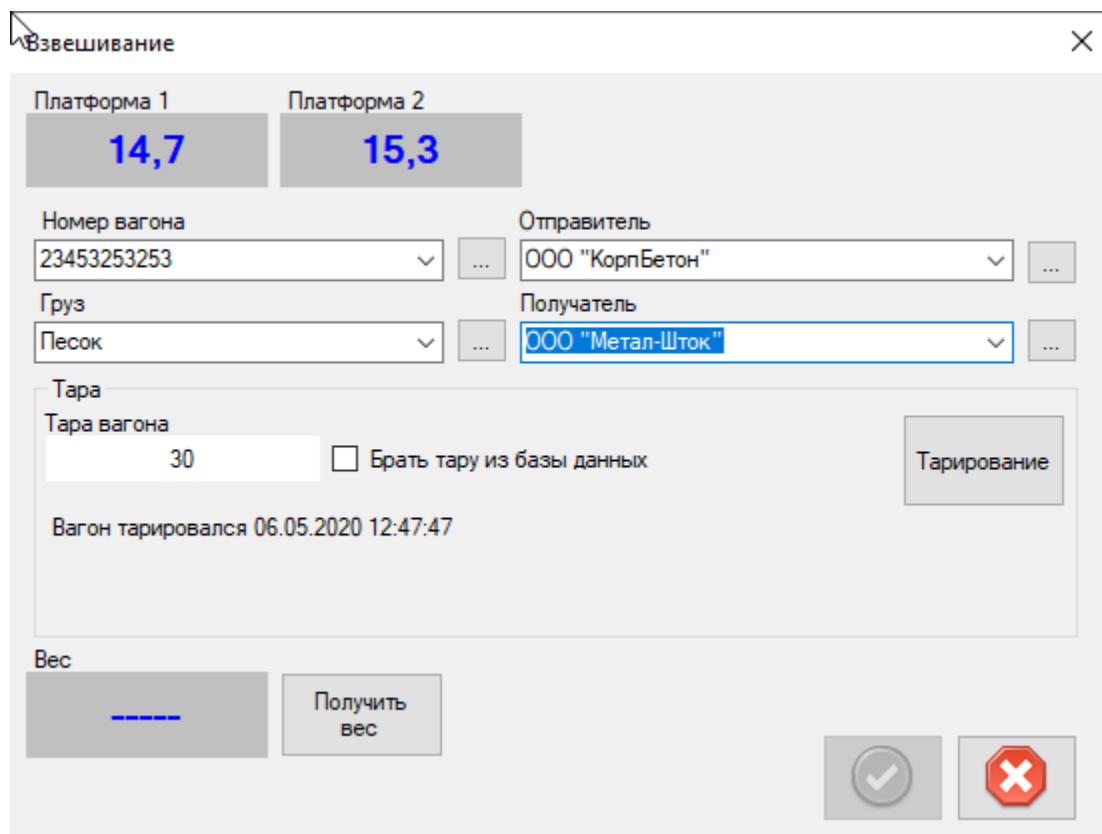 Взвешивание
Платформа 1 Платформа 2
14,7 15,3
Номер вагона Отправитель
23453253253 ... ООО "КорпБетон" ...
Груз Получатель
Песок ... ООО "Метал-Шток" ...
Тара
Тара вагона
30 Брать тару из базы данных Тарирование
Вагон тарировался 06.05.2020 12:47:47
Вес
----- Получить
вес